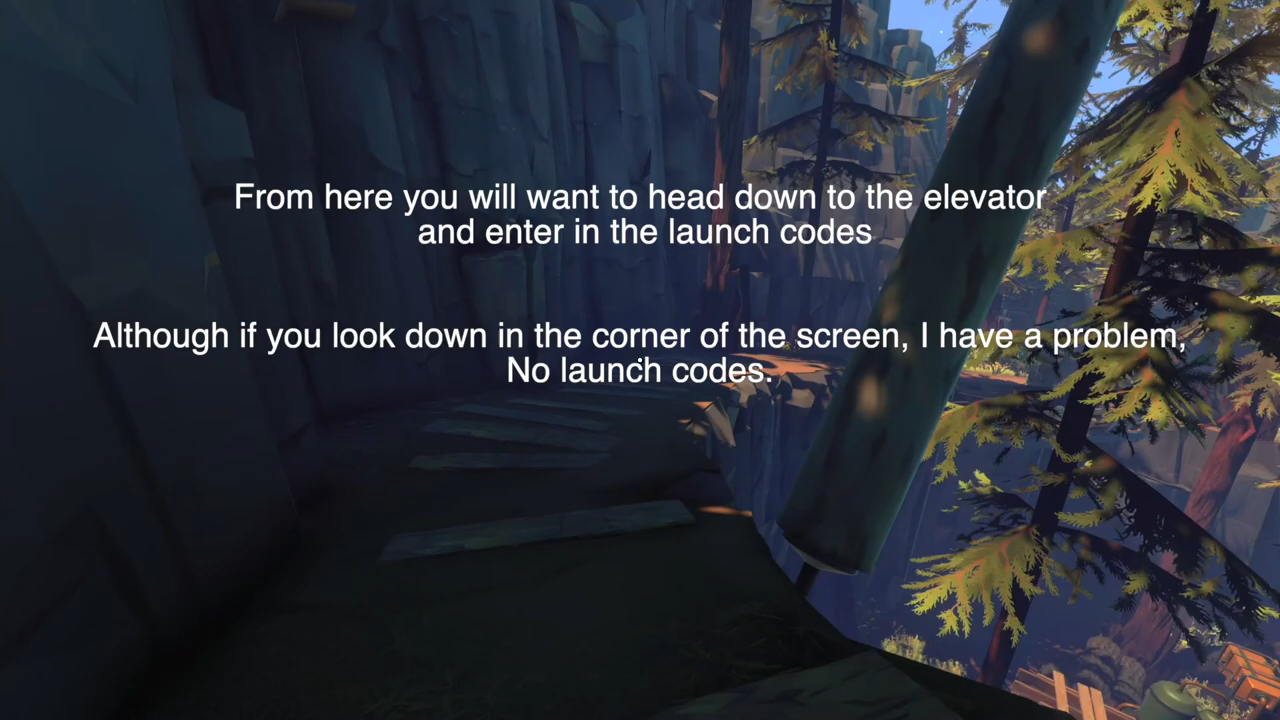 From here you will want to head down to the elevator
and enter in the launch codes
Although if you look down in the corner of the screen, I have a problem,
No launch codes.